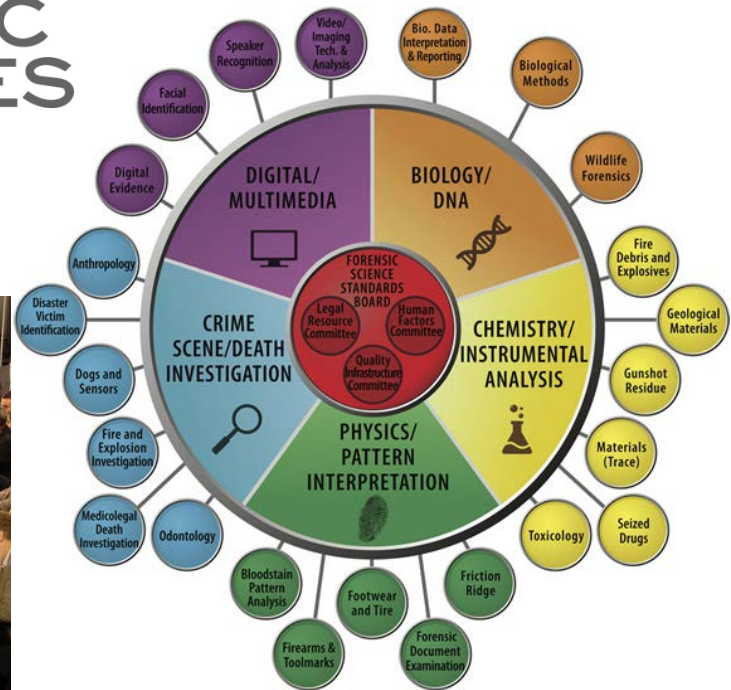 C
ES
Video/
Imaging
Tech. &
Analysis
Bio. Data
Interpretation
& Reporting
Speaker
Recognition
Biological
Methods
Facial
Identification
Wildlife
Forensics
Digital
Evidence
DIGITAL/
MULTIMEDIA
BIOLOGY/
DNA
Fire
Debris and
Explosives
Anthropology
FORENSIC
SCIENCE
STANDARDS
BOARD
Legal
Resource
Committee
Human
Factors
Committee
Quality
Infrastructure
Committee
Geological
Materials
Disaster
Victim
Identification
CRIME
SCENE/DEATH
INVESTIGATION
CHEMISTRY/
INSTRUMENTAL
ANALYSIS
Dogs and
Sensors
Gunshot
Residue
Fire and
Explosion
Investigation
PHYSICS/
PATTERN
INTERPRETATION
Materials
(Trace)
Medicolegal
Death
Investigation
Odontology
Toxicology
Seized
Drugs
Bloodstain
Pattern
Analysis
Footwear
and Tire
Friction
Ridge
Firearms &
Toolmarks
Forensic
Document
Examination